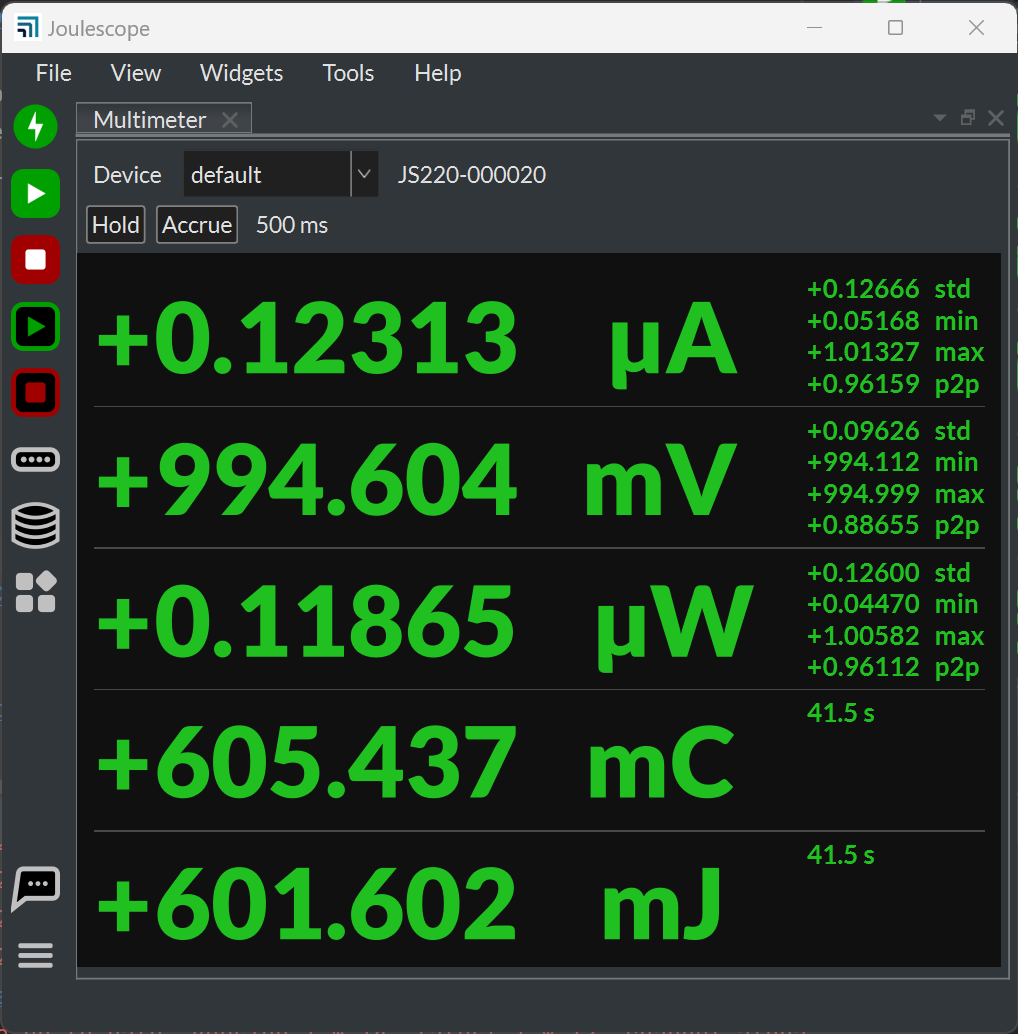 Joulescope
File View Widgets Tools Help
Multimeter
Device default JS220-000020
Hold Accrue 500 ms
+0.12313 µA
+0.12666 std
+0.05168 min
+1.01327 max
+0.96159 p2p
+994.604 mV
+0.09626 std
+994.112 min
+994.999 max
+0.88655 p2p
+0.11865 µW
+0.12600 std
+0.04470 min
+1.00582 max
+0.96112 p2p
+605.437 mC
41.5 s
+601.602 mJ
41.5 s